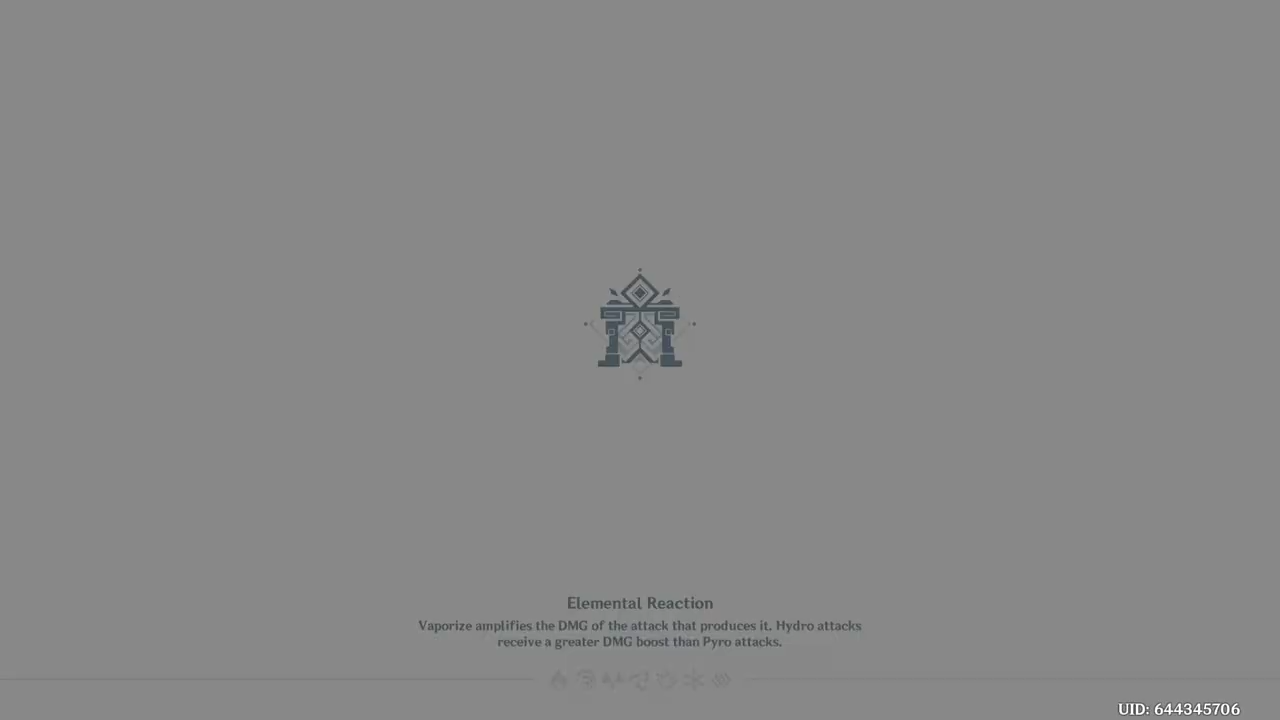 Elemental Reaction
Vaporize amplifies the DMG of the attack that produces it. Hydro attacks
receive a greater DMG boost than Pyro attacks.
UID: 644345706